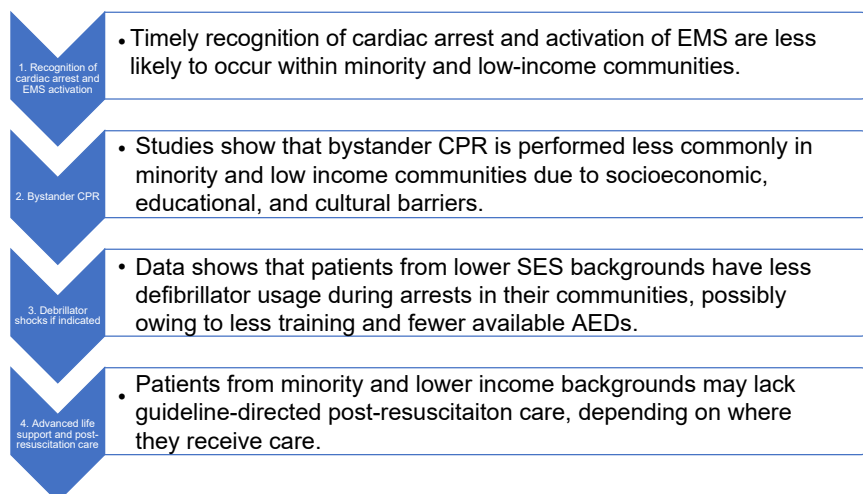 1. Recognition of
cardiac arrest and
EMS activation
• Timely recognition of cardiac arrest and activation of EMS are less
likely to occur within minority and low-income communities.
2. Bystander CPR
• Studies show that bystander CPR is performed less commonly in
minority and low income communities due to socioeconomic,
educational, and cultural barriers.
3. Debrillator
shocks if indicated
• Data shows that patients from lower SES backgrounds have less
defibrillator usage during arrests in their communities, possibly
owing to less training and fewer available AEDs.
4. Advanced life
support and post-
resuscitation care
• Patients from minority and lower income backgrounds may lack
guideline-directed post-resuscitaiton care, depending on where
they receive care.